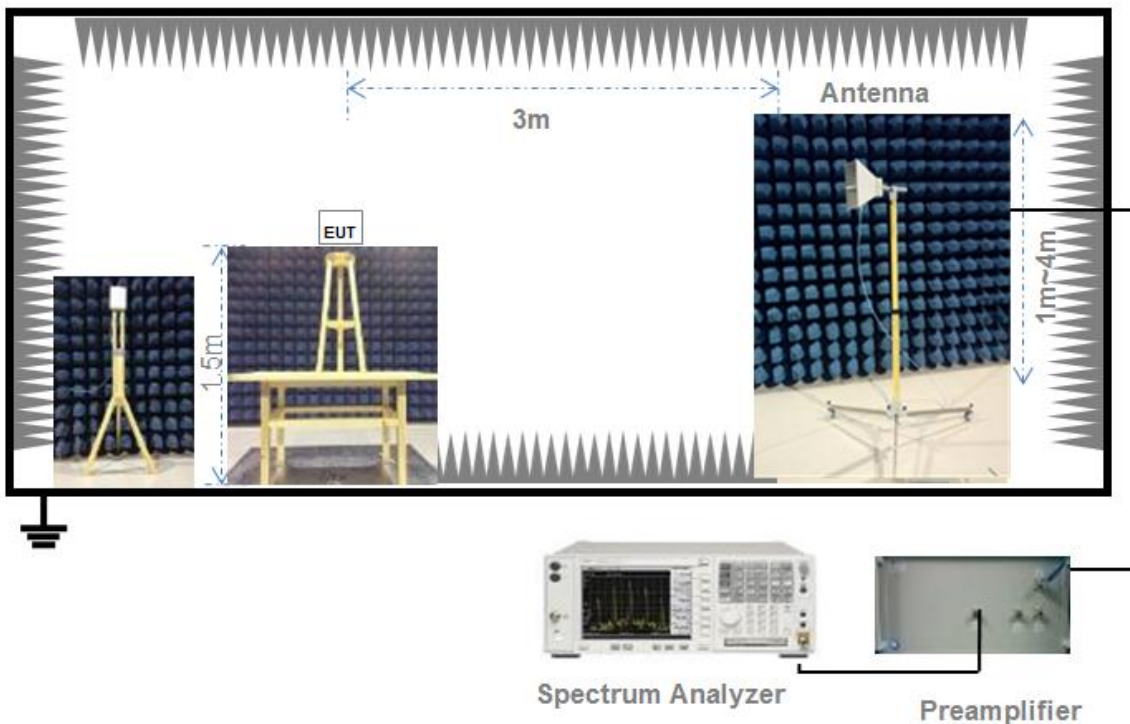 Antenna
3m
EUT
1.5m
1m~4m
Spectrum Analyzer
Preamplifier